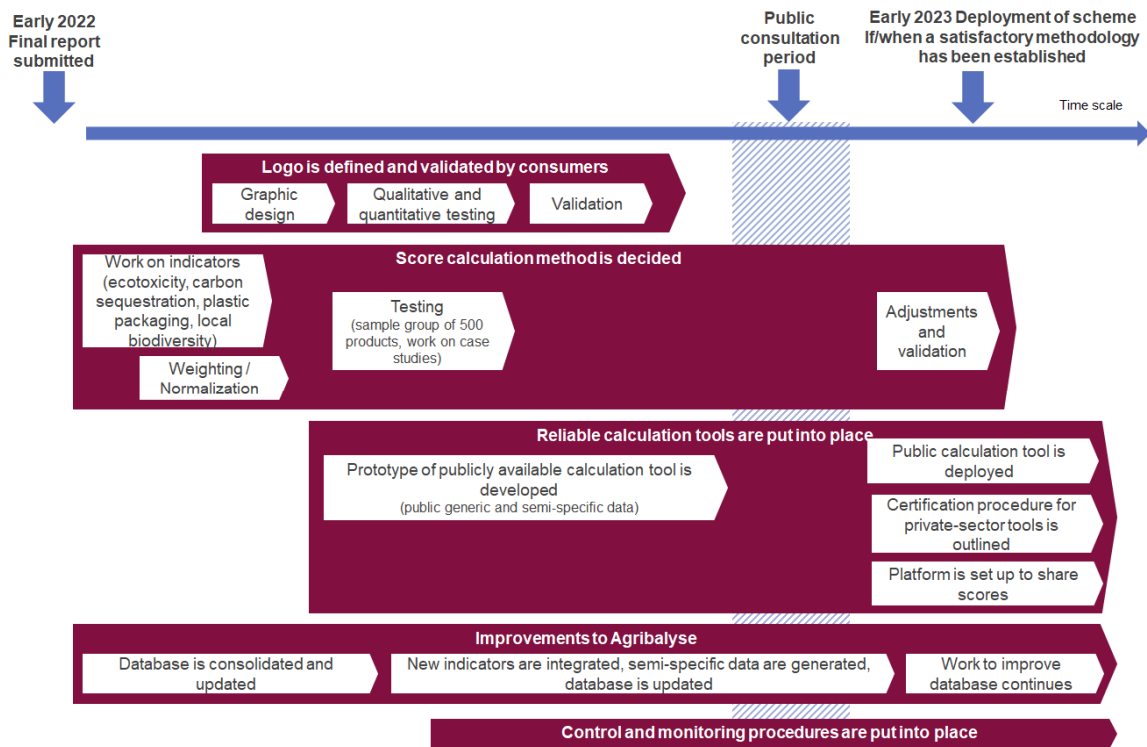 Early 2022
Final report
submitted
Public
consultation
period
Early 2023 Deployment of scheme
If/when a satisfactory methodology
has been established
Time scale
Logo is defined and validated by consumers
Graphic
design
Qualitative and
quantitative testing
Validation
Score calculation method is decided
Work on indicators
(ecotoxicity, carbon
sequestration, plastic
packaging, local
biodiversity)
Weighting /
Normalization
Testing
(sample group of 500
products, work on case
studies)
Adjustments
and
validation
Reliable calculation tools are put into place
Prototype of publicly available calculation tool is
developed
(public generic and semi-specific data)
Public calculation tool is
deployed
Certification procedure for
private-sector tools is
outlined
Platform is set up to share
scores
Improvements to Agribalyse
Database is consolidated and
updated
New indicators are integrated, semi-specific data are generated,
database is updated
Work to improve
database continues
Control and monitoring procedures are put into place